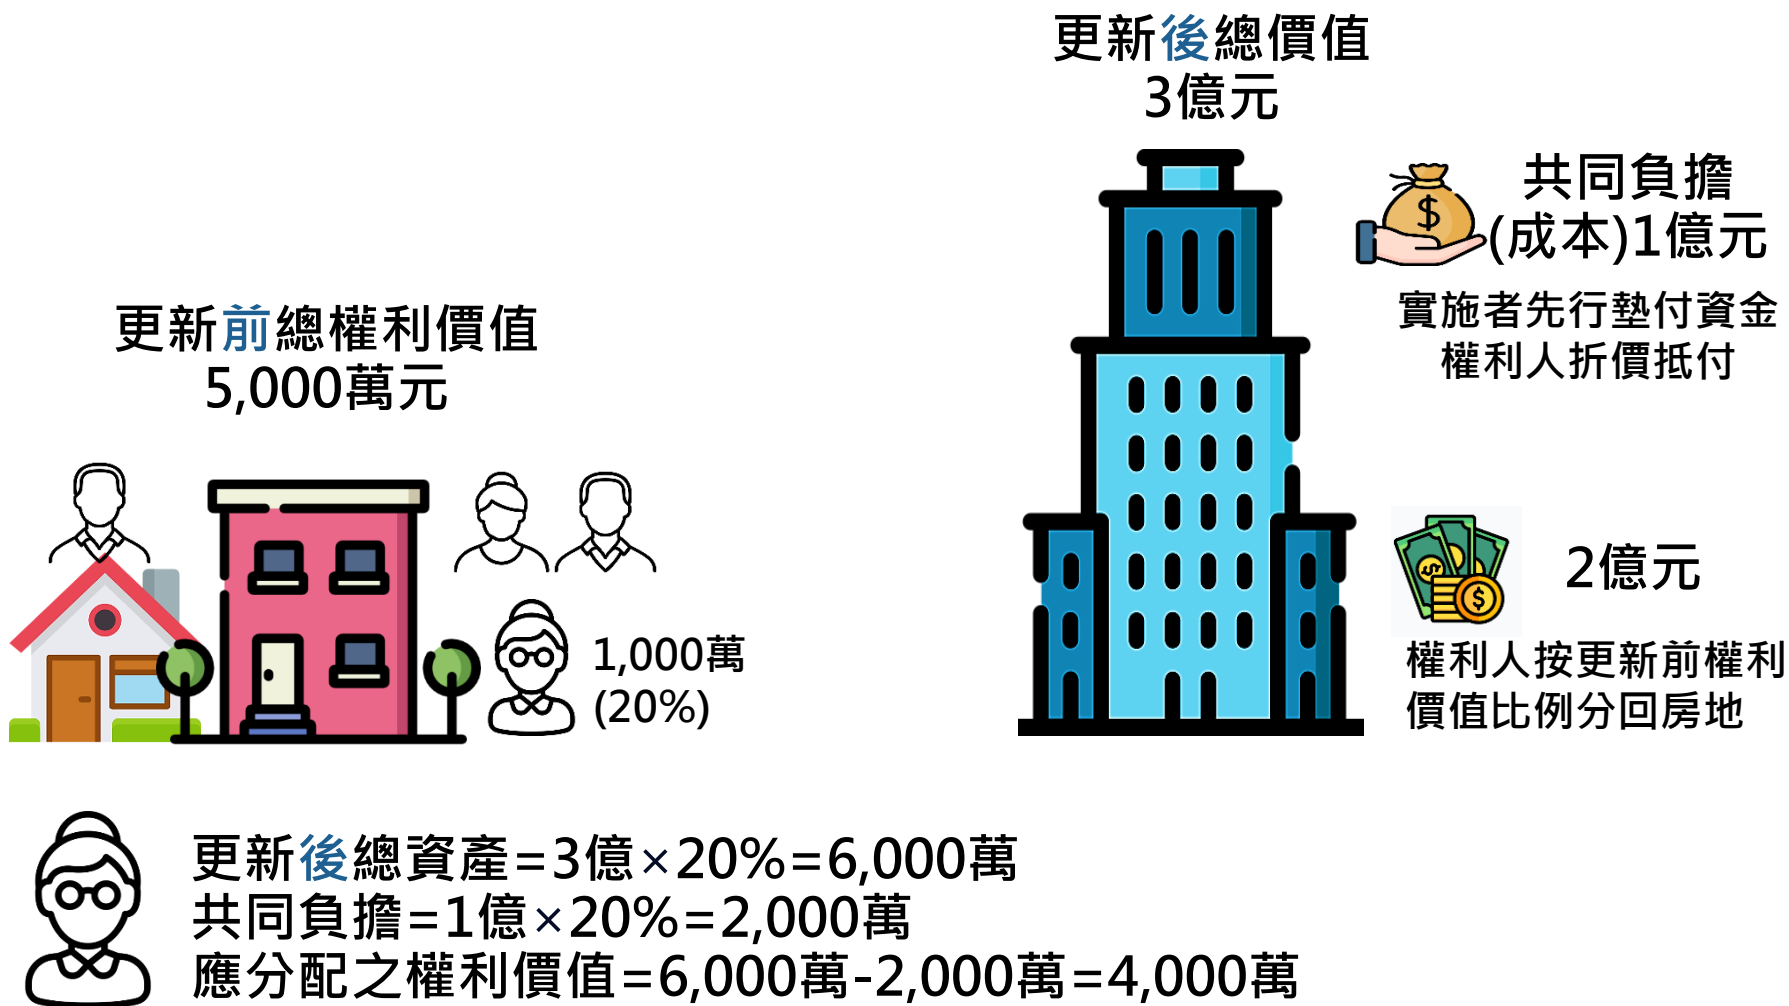 更新後總價值
3億元
共同負擔
(成本)1億元
實施者先行墊付資金
權利人折價抵付
更新前總權利價值
5,000萬元
2億元
權利人按更新前權利
價值比例分回房地
1,000萬
(20%)
更新後總資產=3億×20%=6,000萬
共同負擔=1億×20%=2,000萬
應分配之權利價值=6,000萬-2,000萬=4,000萬